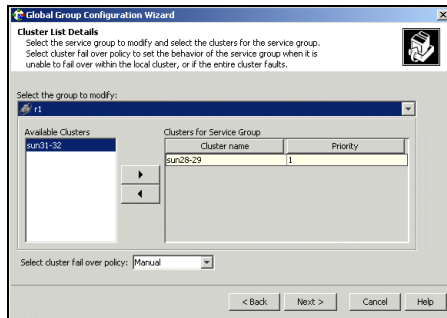 Global Group Configuration Wizard
Cluster List Details
Select the service group to modify and select the clusters for the service group.
Select cluster fail over policy to set the behavior of the service group when it is
unable to fail over within the local cluster, or if the entire cluster faults.
Select the group to modify:
r1
Available Clusters
sun31-32
Clusters for Service Group
Cluster name Priority
sun28-29 1
Select cluster fail over policy: Manual
< Back Next > Cancel Help